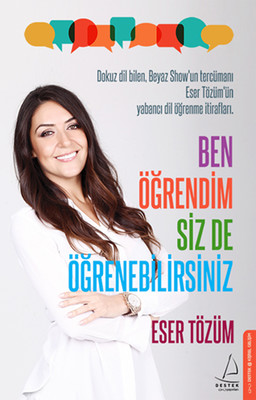 Dokuz dil bilen, Beyaz Show'un tercümanı
Eser Tözüm'ün
yabancı dil öğrenme itirafları.
BEN
ÖĞRENDİM
SİZ DE
ÖĞRENEBİLİRSİNİZ
ESER TÖZÜM
DESTEK